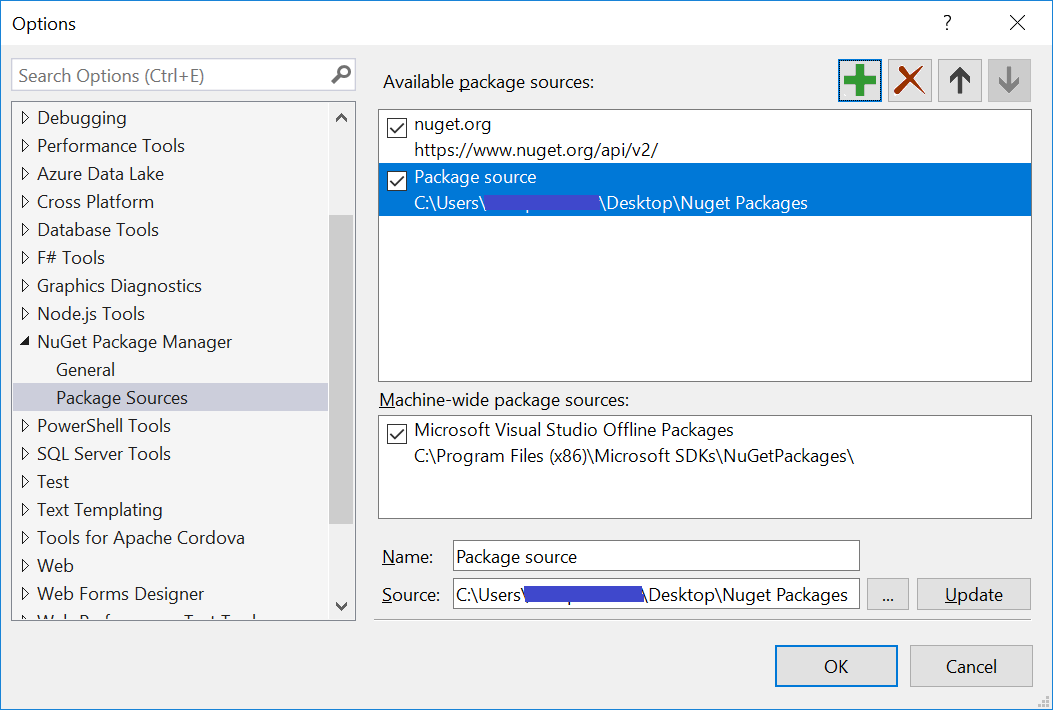 Options
?
Search Options (Ctrl+E)
Debugging
Performance Tools
Azure Data Lake
Cross Platform
Database Tools
F# Tools
Graphics Diagnostics
Node.js Tools
NuGet Package Manager
General
Package Sources
PowerShell Tools
SQL Server Tools
Test
Text Templating
Tools for Apache Cordova
Web
Web Forms Designer
Available package sources:
nuget.org
https://www.nuget.org/api/v2/
Package source
C:\Users\ \Desktop\Nuget Packages
Machine-wide package sources:
Microsoft Visual Studio Offline Packages
C:\Program Files (x86)\Microsoft SDKs\NuGetPackages\
Name: Package source
Source: C:\Users\ \Desktop\Nuget Packages ... Update
OK Cancel